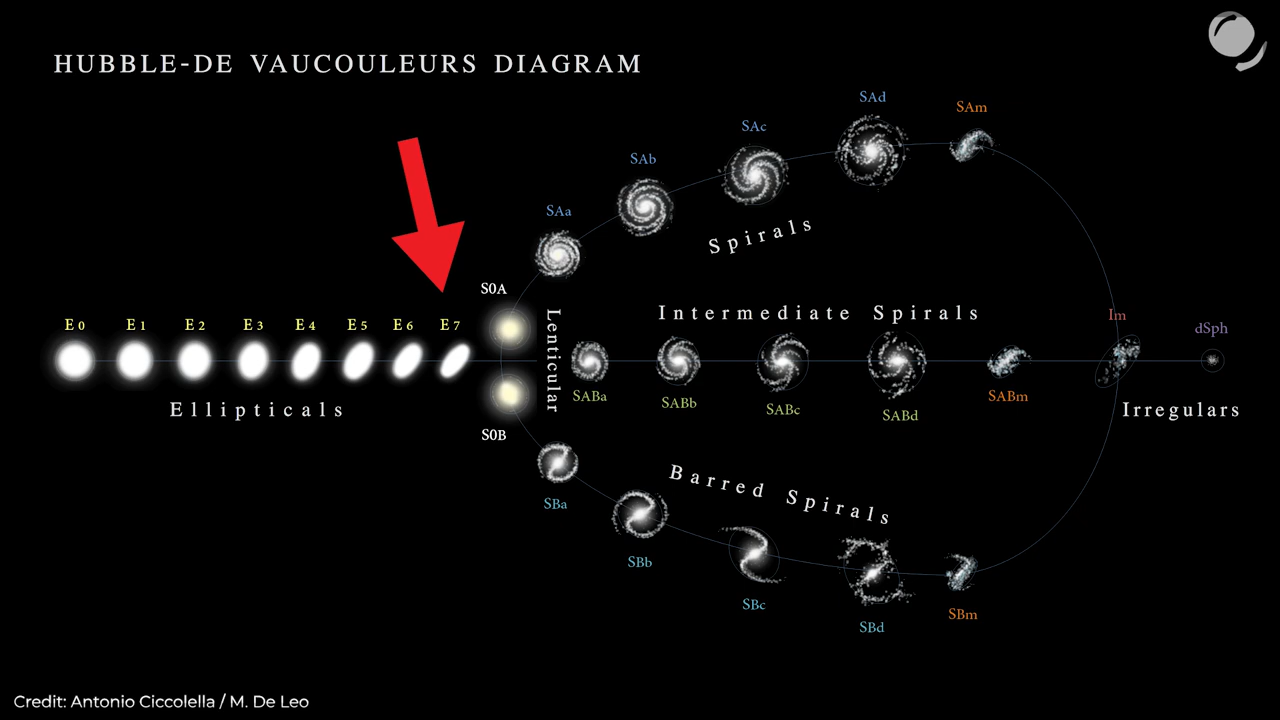 HUBBLE-DE VAUCOULEURS DIAGRAM
SAd
SAm
SAc
SAb
SAa
Spirals
S0A
E0 E1 E2 E3 E4 E5 E6 E7
Ellipticals
Lenticular
Intermediate Spirals
Im
dSph
SABa
SABb
SABc
SABd
SABm
Irregulars
S0B
Barred Spirals
SBa
SBb
SBc
SBd
SBm
Credit: Antonio Ciccolella / M. De Leo